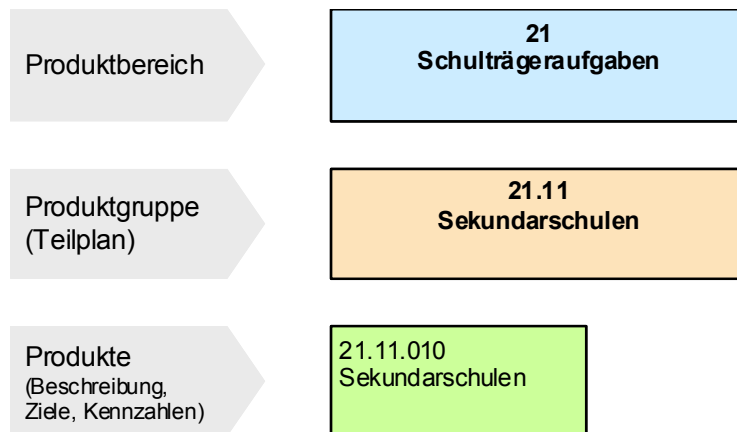 Produktbereich
21
Schulträgeraufgaben
Produktgruppe
(Teilplan)
21.11
Sekundarschulen
Produkte
(Beschreibung,
Ziele, Kennzahlen)
21.11.010
Sekundarschulen